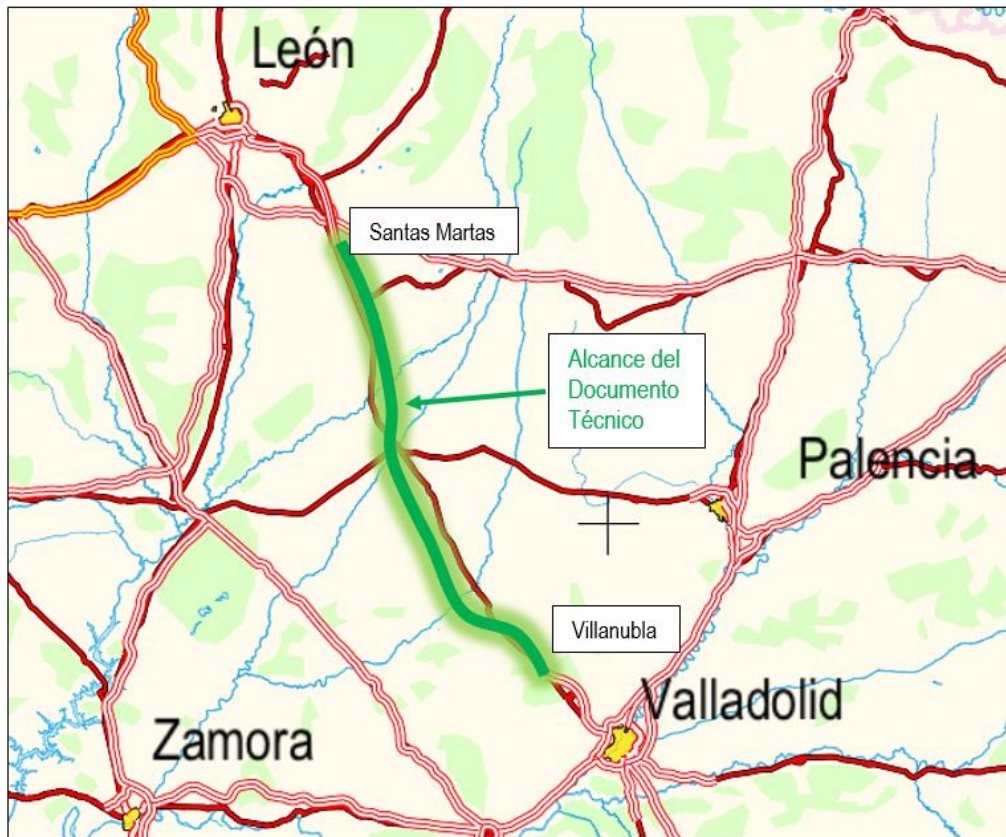 León
Santas Martas
Alcance del
Documento
Técnico
Palencia
Villanubla
Valladolid
Zamora